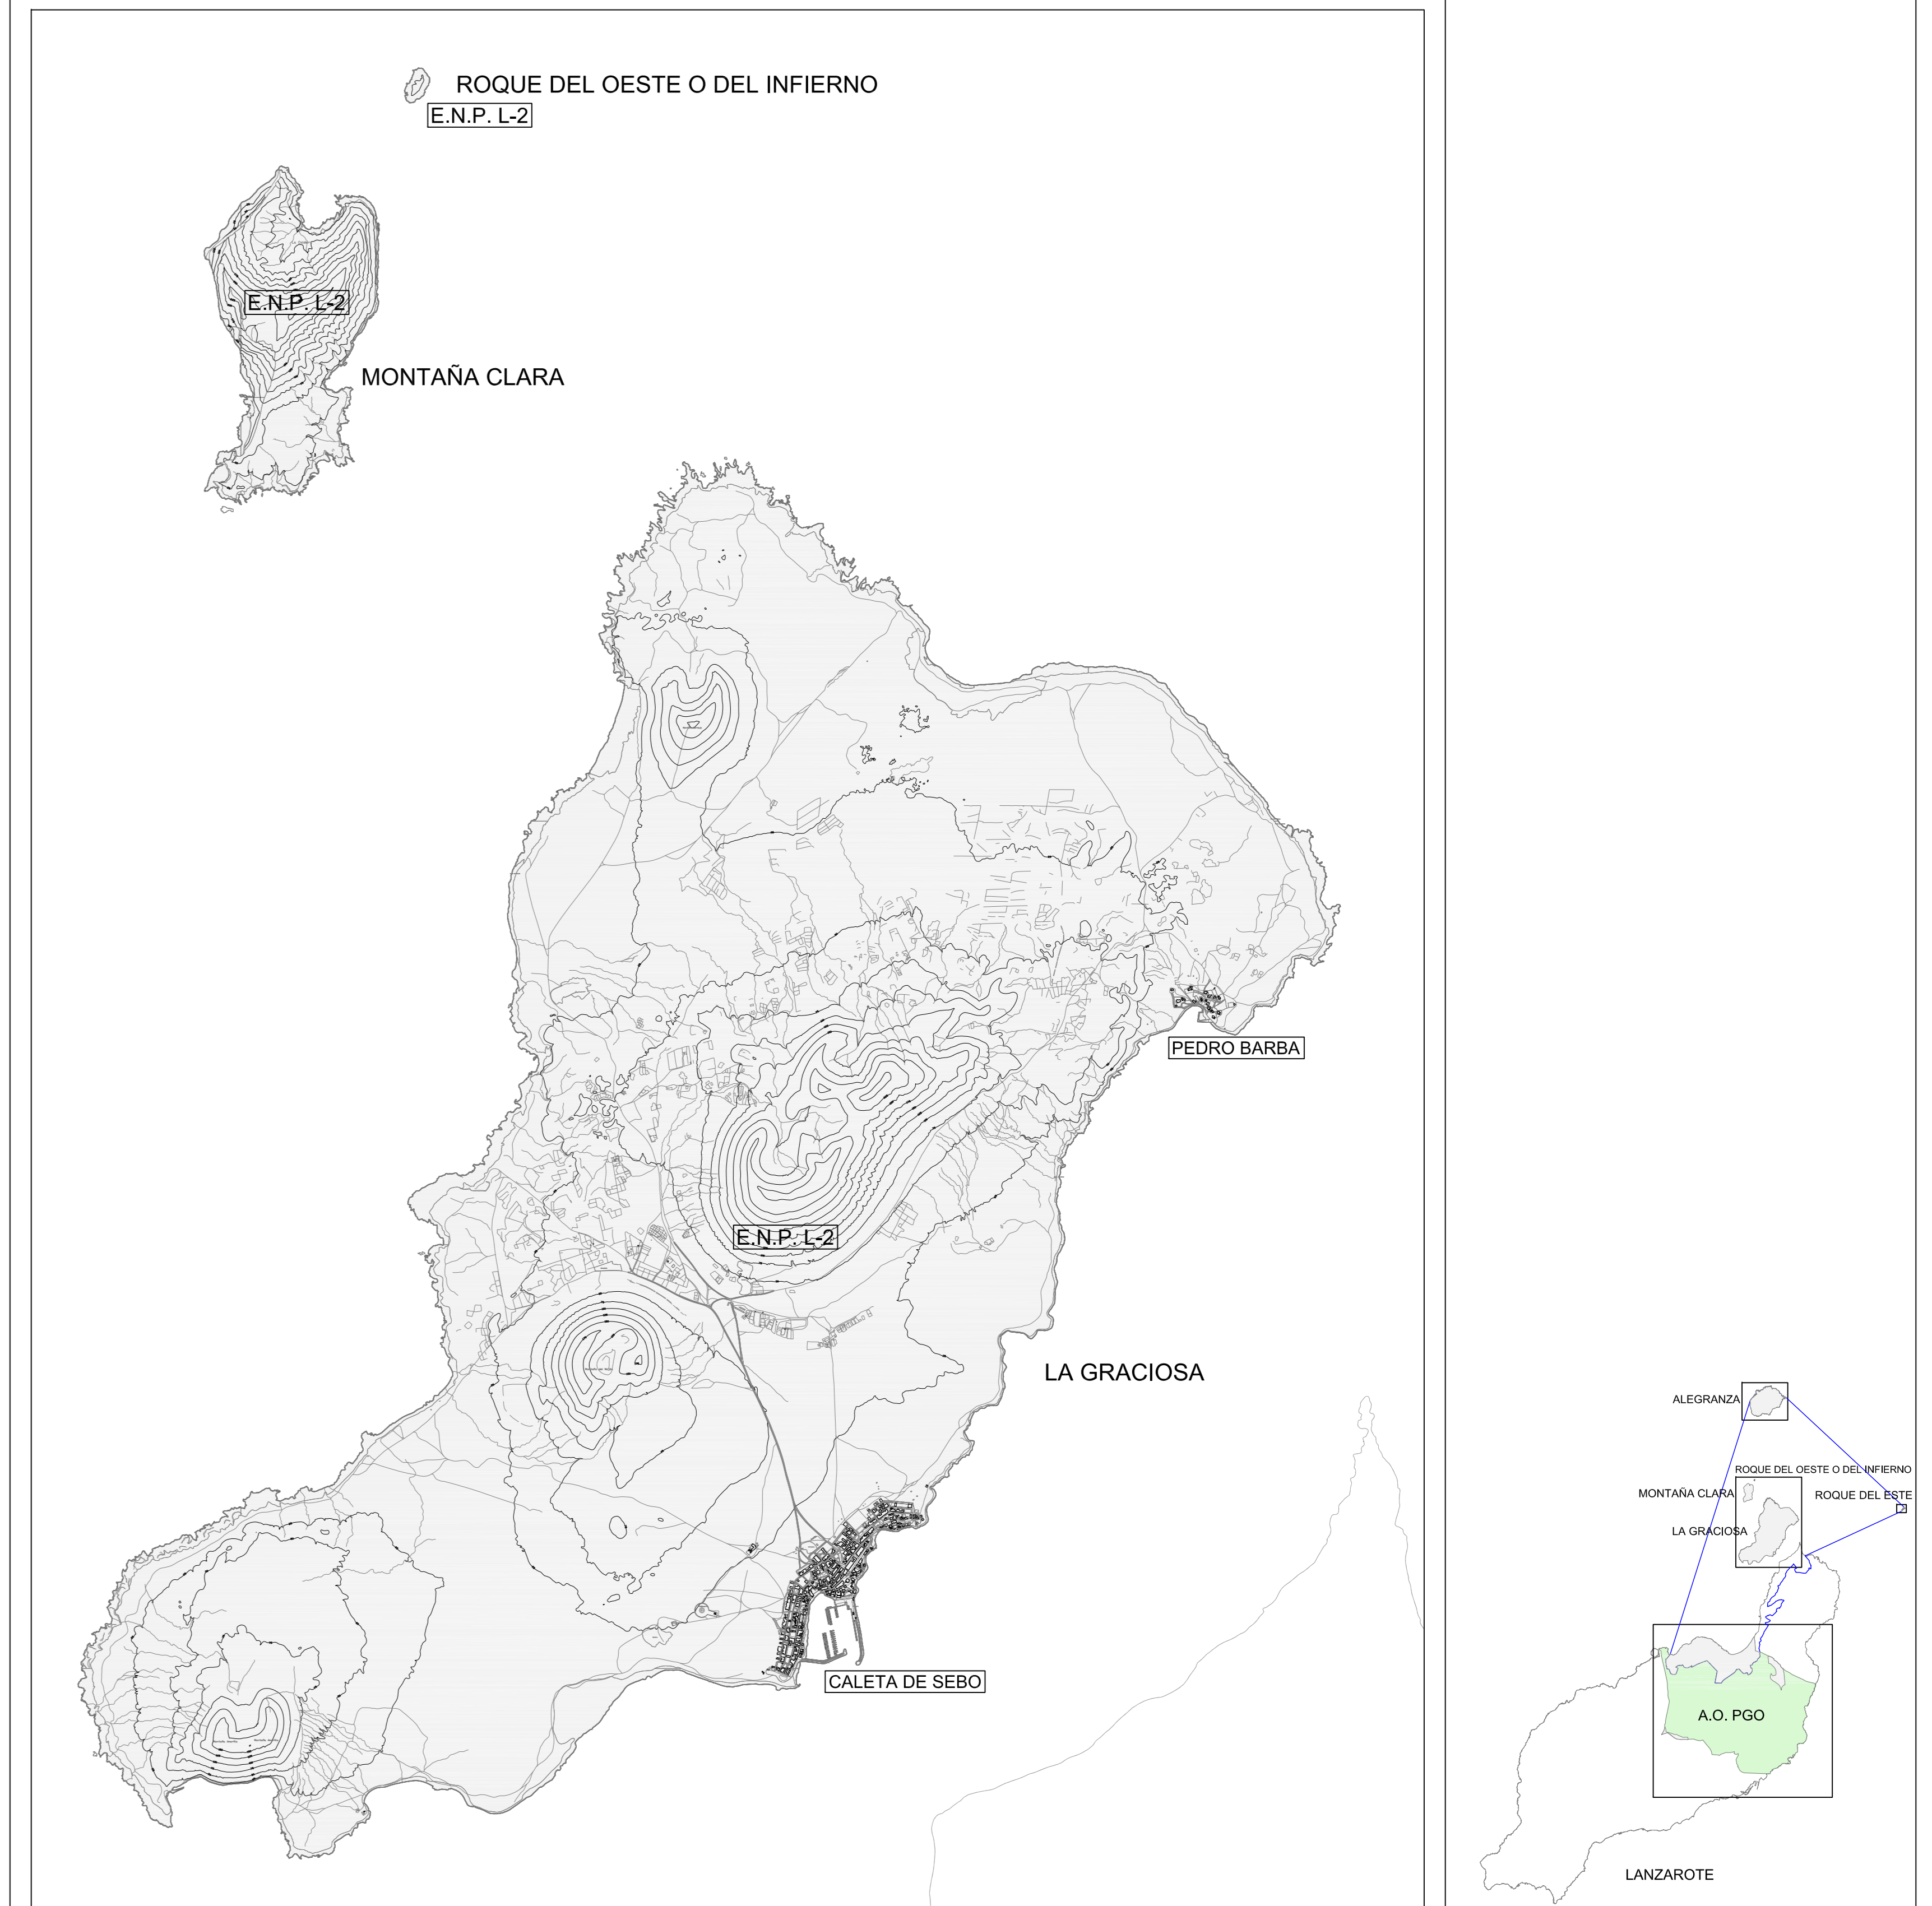 ROQUE DEL OESTE O DEL INFIERNO
E.N.P. L-2
E.N.P. L-2
MONTAÑA CLARA
PEDRO BARBA
E.N.P. L-2
LA GRACIOSA
CALETA DE SEBO
ALEGRANZA
ROQUE DEL OESTE O DEL INFIERNO
MONTAÑA CLARA
ROQUE DEL ESTE
LA GRACIOSA
A.O. PGO
LANZAROTE